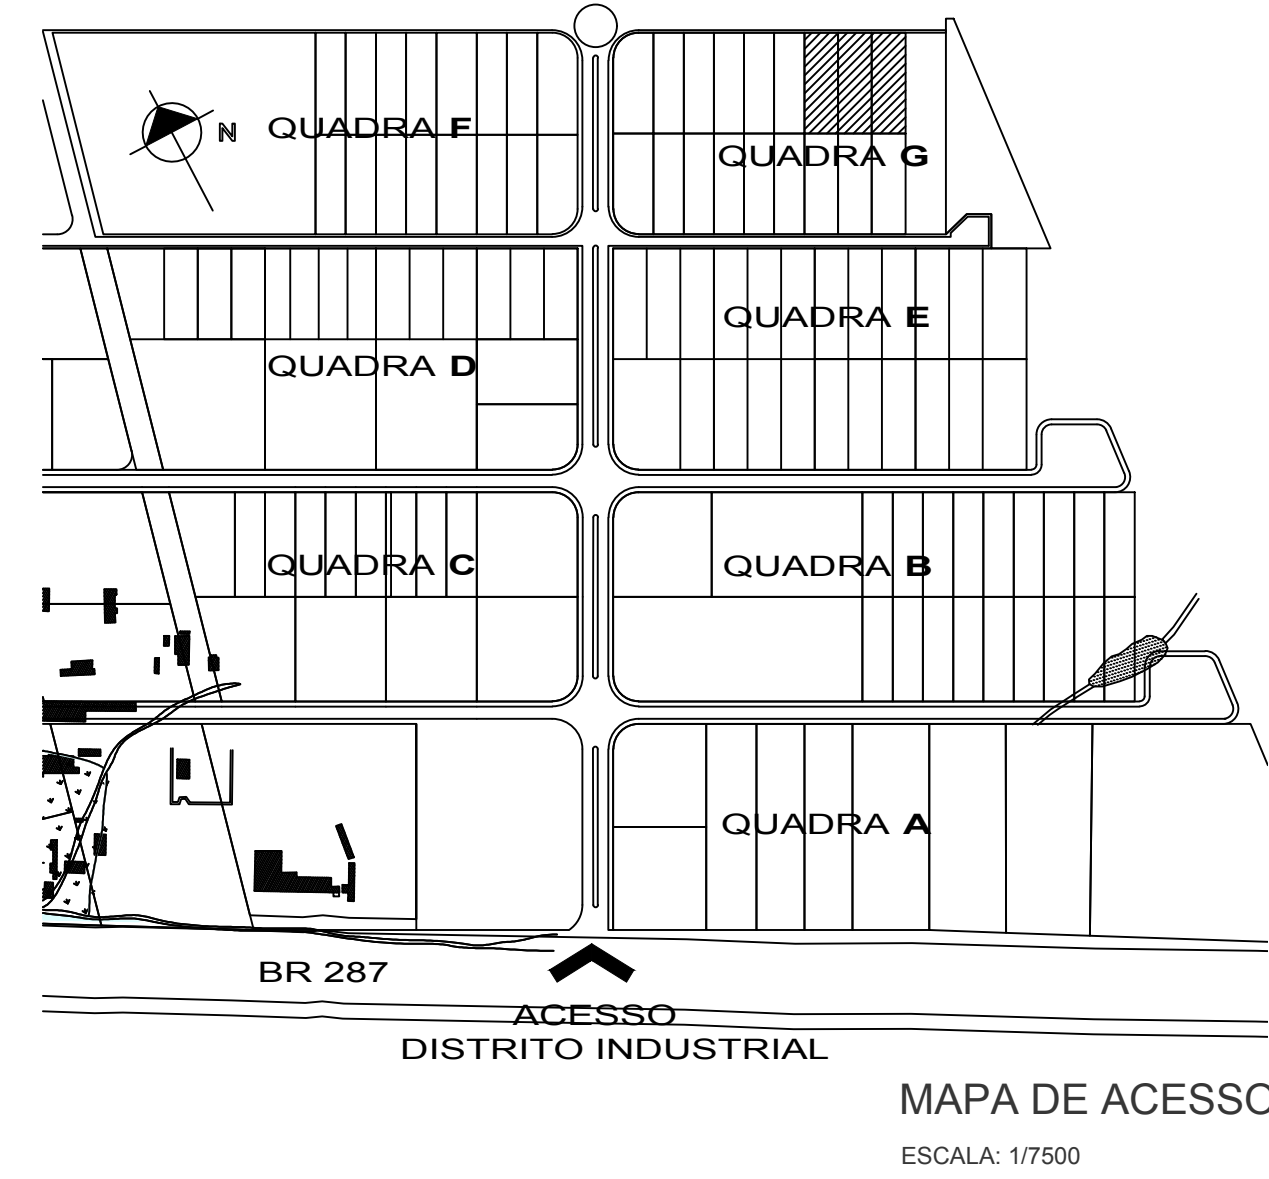 N
QUADRA F
QUADRA G
QUADRA E
QUADRA D
QUADRA C
QUADRA B
QUADRA A
BR 287
ACESSO
DISTRITO INDUSTRIAL
MAPA DE ACESSO
ESCALA: 1/7500